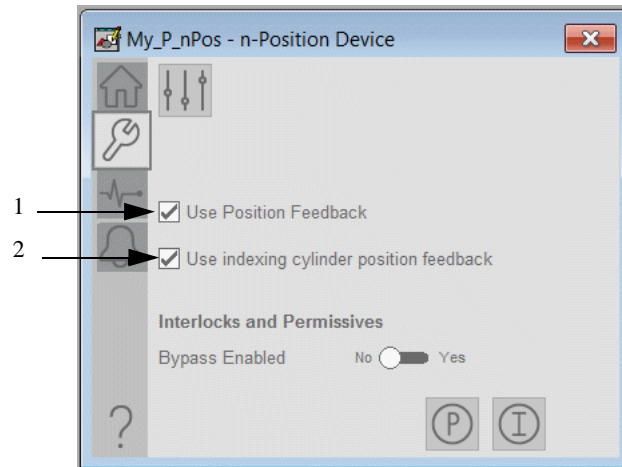 My_P_nPos - n-Position Device
1
Use Position Feedback
2
Use indexing cylinder position feedback
Interlocks and Permissives
Bypass Enabled No Yes
?
P I